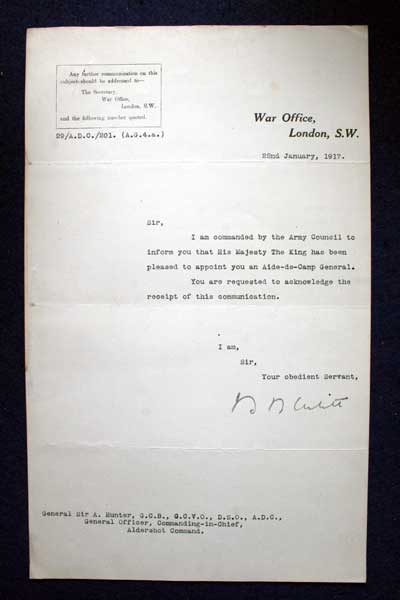 Any further communication on this
subject should be addressed to—
The Secretary,
War Office,
London, S.W.
and the following number quoted.
29/A.D.C./201. (A.G.4.a.)
War Office,
London, S.W.
22nd January, 1917.
Sir,
I am commanded by the Army Council to
inform you that His Majesty The King has been
pleased to appoint you an Aide-de-Camp General.
You are requested to acknowledge the
receipt of this communication.
I am,
Sir,
Your obedient Servant,
General Sir A. Hunter, G.C.B., G.C.V.O., D.S.O., A.D.C.,
General Officer, Commanding-in-Chief,
Aldershot Command.